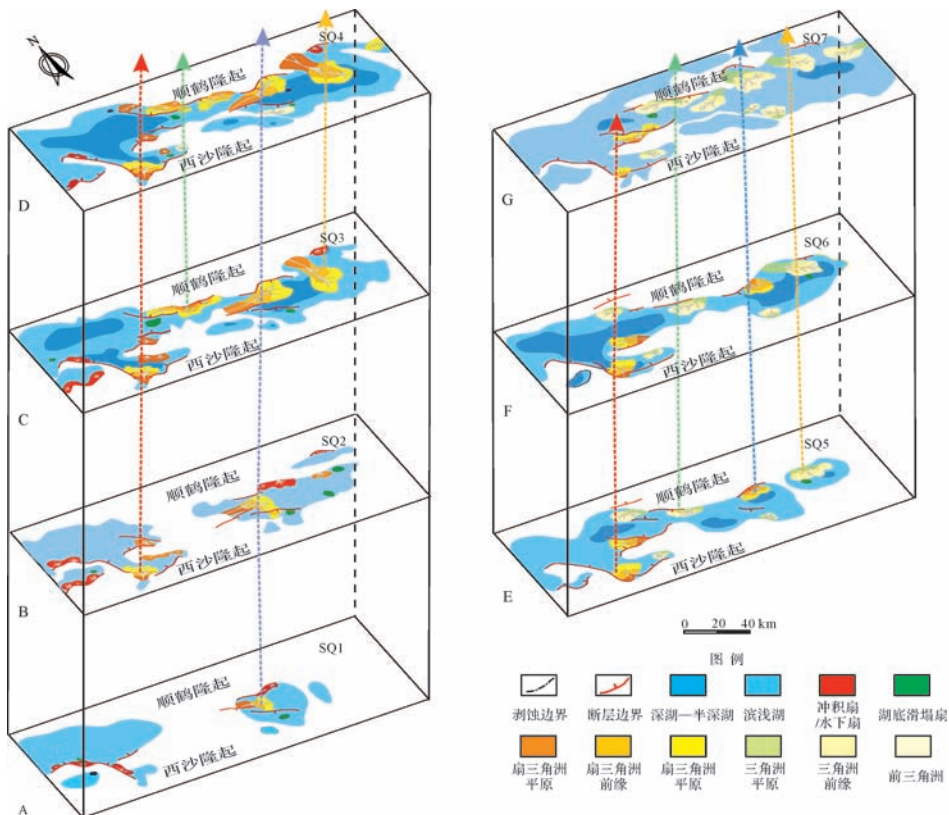 N
SQ4
顺鹤隆起
西沙隆起
D
SQ3
顺鹤隆起
西沙隆起
C
SQ2
顺鹤隆起
西沙隆起
B
SQ1
顺鹤隆起
西沙隆起
A
SQ7
顺鹤隆起
西沙隆起
G
SQ6
顺鹤隆起
西沙隆起
F
SQ5
顺鹤隆起
西沙隆起
E
0 20 40 km
图 例
剥蚀边界
断层边界
深湖—半深湖
滨浅湖
冲积扇
/水下扇
湖底滑塌扇
扇三角洲
平原
扇三角洲
前缘
扇三角洲
平原
三角洲
平原
三角洲
前缘
前三角洲